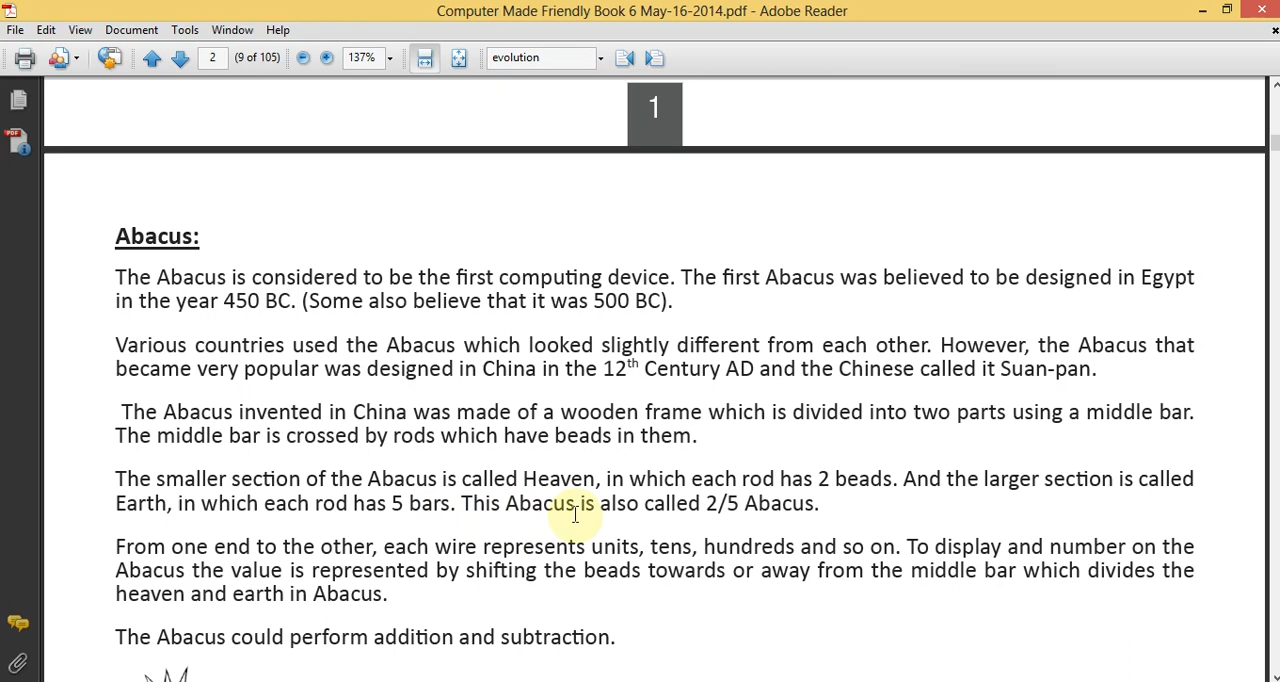 Computer Made Friendly Book 6 May-16-2014.pdf - Adobe Reader
File Edit View Document Tools Window Help
2 (9 of 105) 137% evolution
1
Abacus:
The Abacus is considered to be the first computing device. The first Abacus was believed to be designed in Egypt
in the year 450 BC. (Some also believe that it was 500 BC).
Various countries used the Abacus which looked slightly different from each other. However, the Abacus that
became very popular was designed in China in the 12th Century AD and the Chinese called it Suan-pan.
The Abacus invented in China was made of a wooden frame which is divided into two parts using a middle bar.
The middle bar is crossed by rods which have beads in them.
The smaller section of the Abacus is called Heaven, in which each rod has 2 beads. And the larger section is called
Earth, in which each rod has 5 bars. This Abacus is also called 2/5 Abacus.
From one end to the other, each wire represents units, tens, hundreds and so on. To display and number on the
Abacus the value is represented by shifting the beads towards or away from the middle bar which divides the
heaven and earth in Abacus.
The Abacus could perform addition and subtraction.